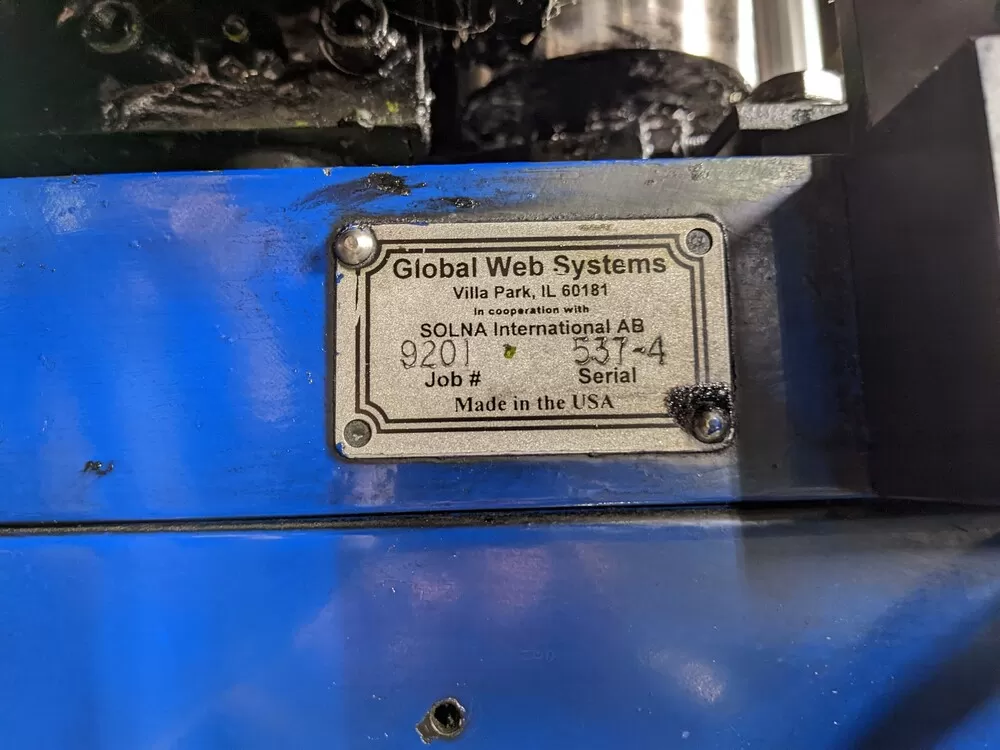 Global Web Systems
Villa Park, IL 60181
in cooperation with
SOLNA International AB
9201 537-4
Job # Serial
Made in the USA